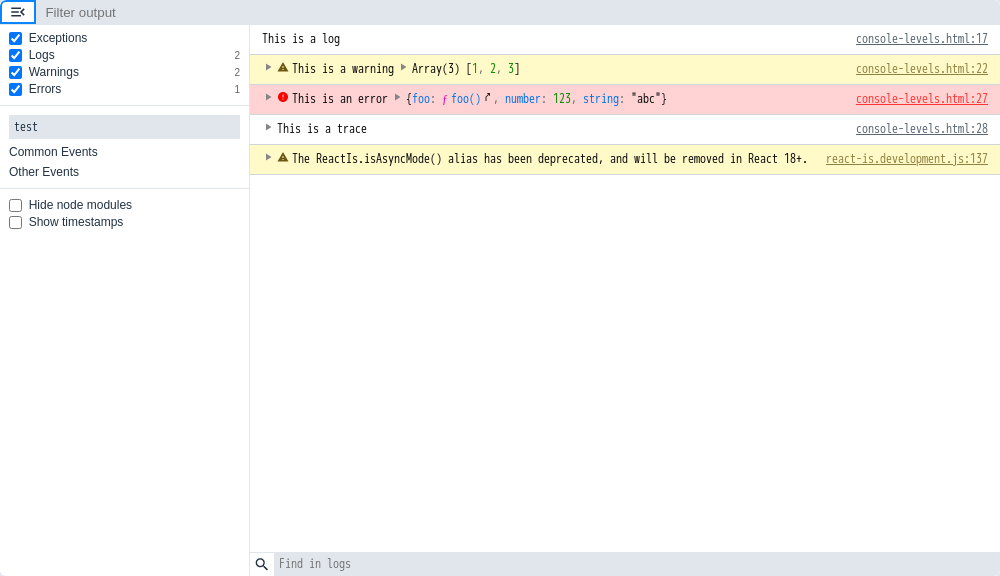 Filter output
Exceptions
Logs 2
Warnings 2
Errors 1
test
Common Events
Other Events
Hide node modules
Show timestamps
This is a log console-levels.html:17
This is a warning Array(3) [1, 2, 3] console-levels.html:22
This is an error {foo: ƒ foo(), number: 123, string: "abc"} console-levels.html:27
This is a trace console-levels.html:28
The ReactIs.isAsyncMode() alias has been deprecated, and will be removed in React 18+. react-is.development.js:137
Find in logs